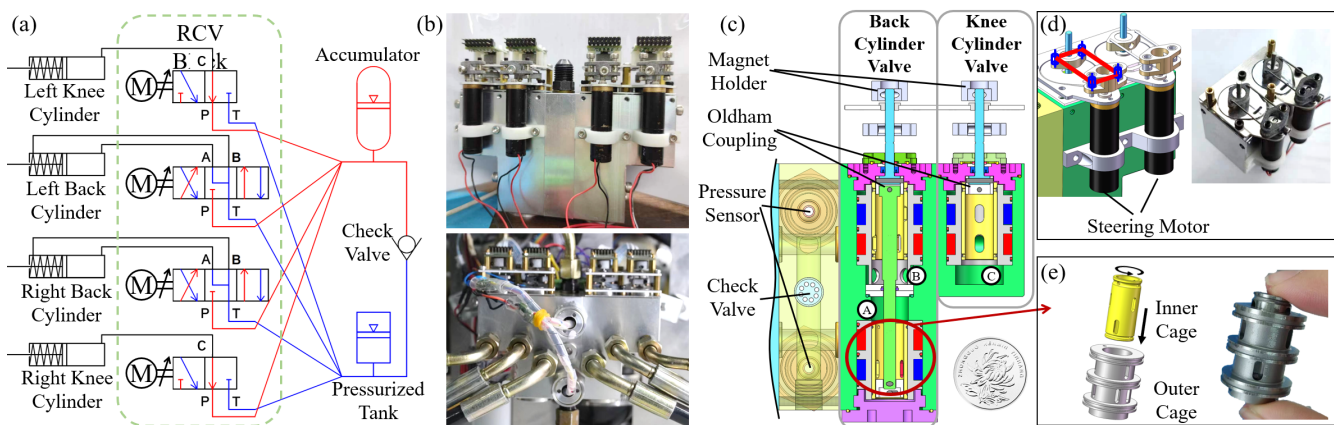 (a)
RCV
Block
Accumulator
C
M
Left Knee
Cylinder
P
T
A
B
M
Left Back
Cylinder
P
T
Check
Valve
A
B
M
Right Back
Cylinder
P
T
C
M
Right Knee
Cylinder
P
T
Pressurized
Tank
(b)
(c)
Back
Cylinder
Valve
Knee
Cylinder
Valve
Magnet
Holder
Oldham
Coupling
Pressure
Sensor
Check
Valve
B
C
A
(d)
Steering Motor
(e)
Inner
Cage
Outer
Cage